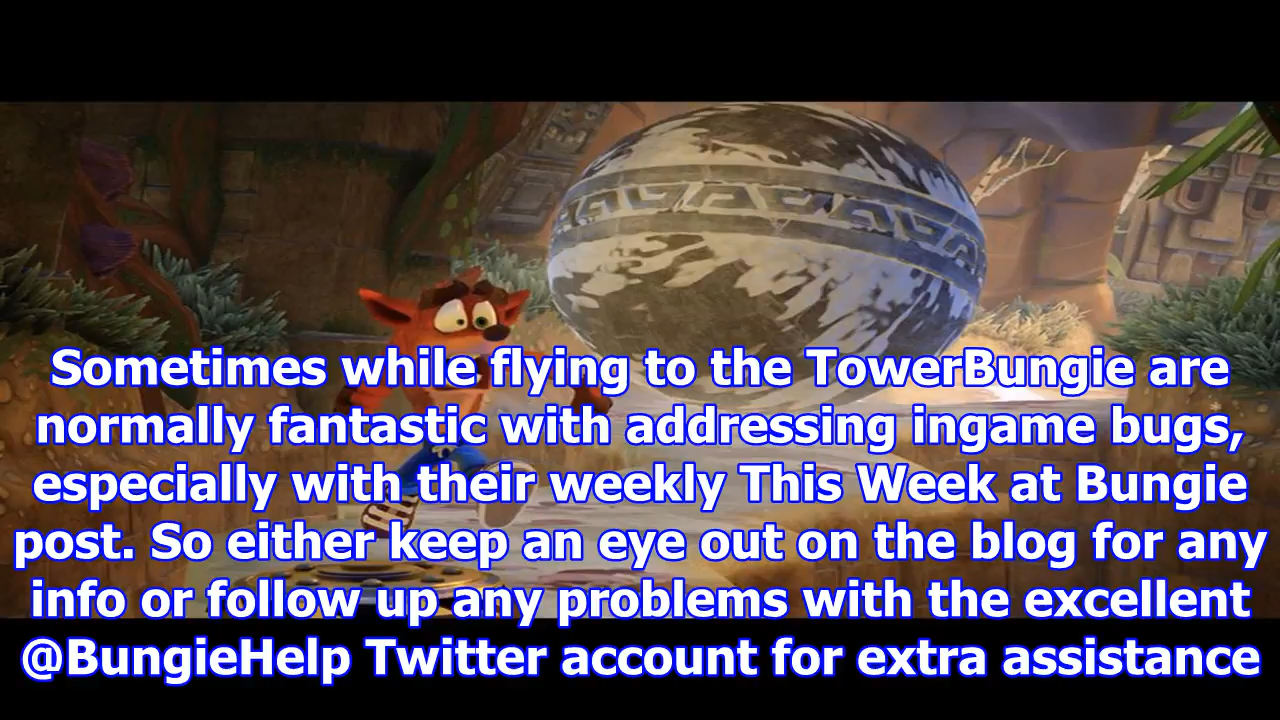 Sometimes while flying to the TowerBungie are
normally fantastic with addressing ingame bugs,
especially with their weekly This Week at Bungie
post. So either keep an eye out on the blog for any
info or follow up any problems with the excellent
@BungieHelp Twitter account for extra assistance